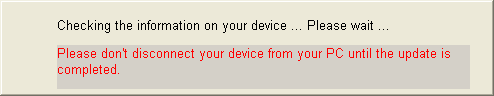 Checking the information on your device ... Please wait ...
Please don't disconnect your device from your PC until the update is
completed.